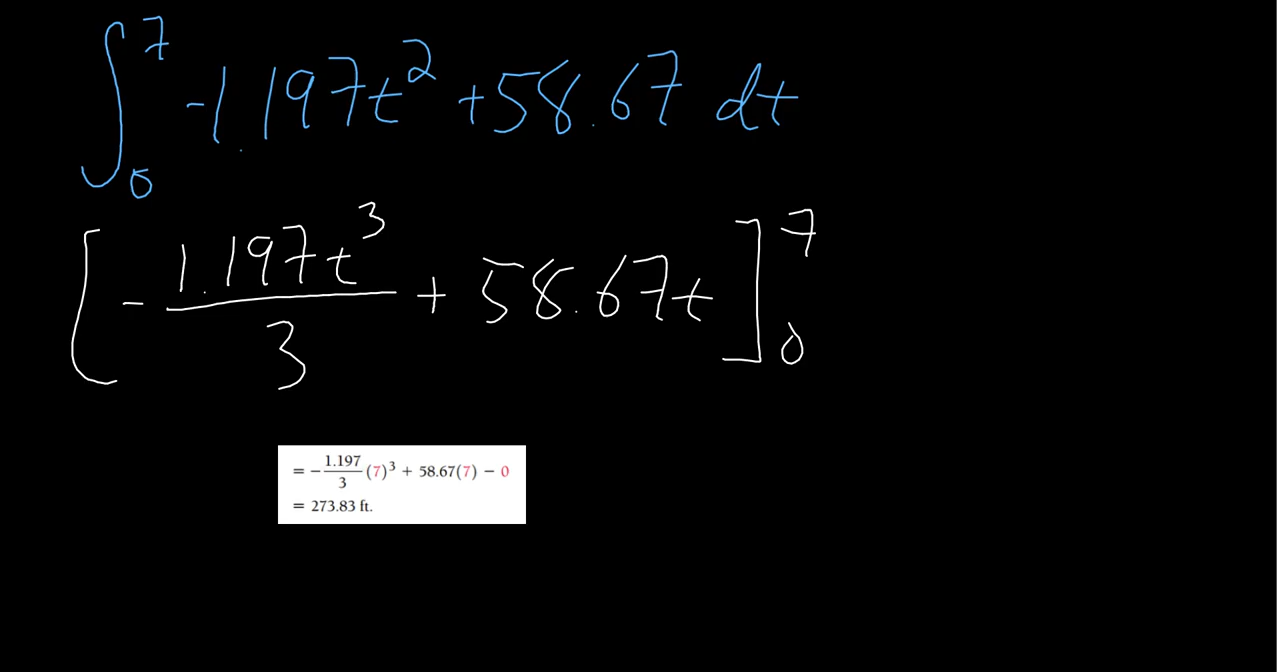 ∫₀⁷ -1.197t² + 58.67 dt
[ - 1.197t³ / 3 + 58.67t ]₀⁷
= - 1.197/3 (7)³ + 58.67(7) − 0
= 273.83 ft.